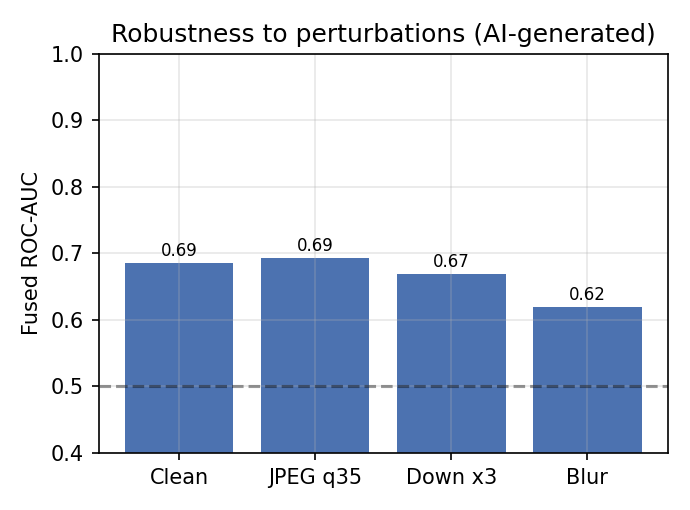 Robustness to perturbations (AI-generated)
Fused ROC-AUC
1.0
0.9
0.8
0.7
0.6
0.5
0.4
0.69
0.69
0.67
0.62
Clean
JPEG q35
Down x3
Blur